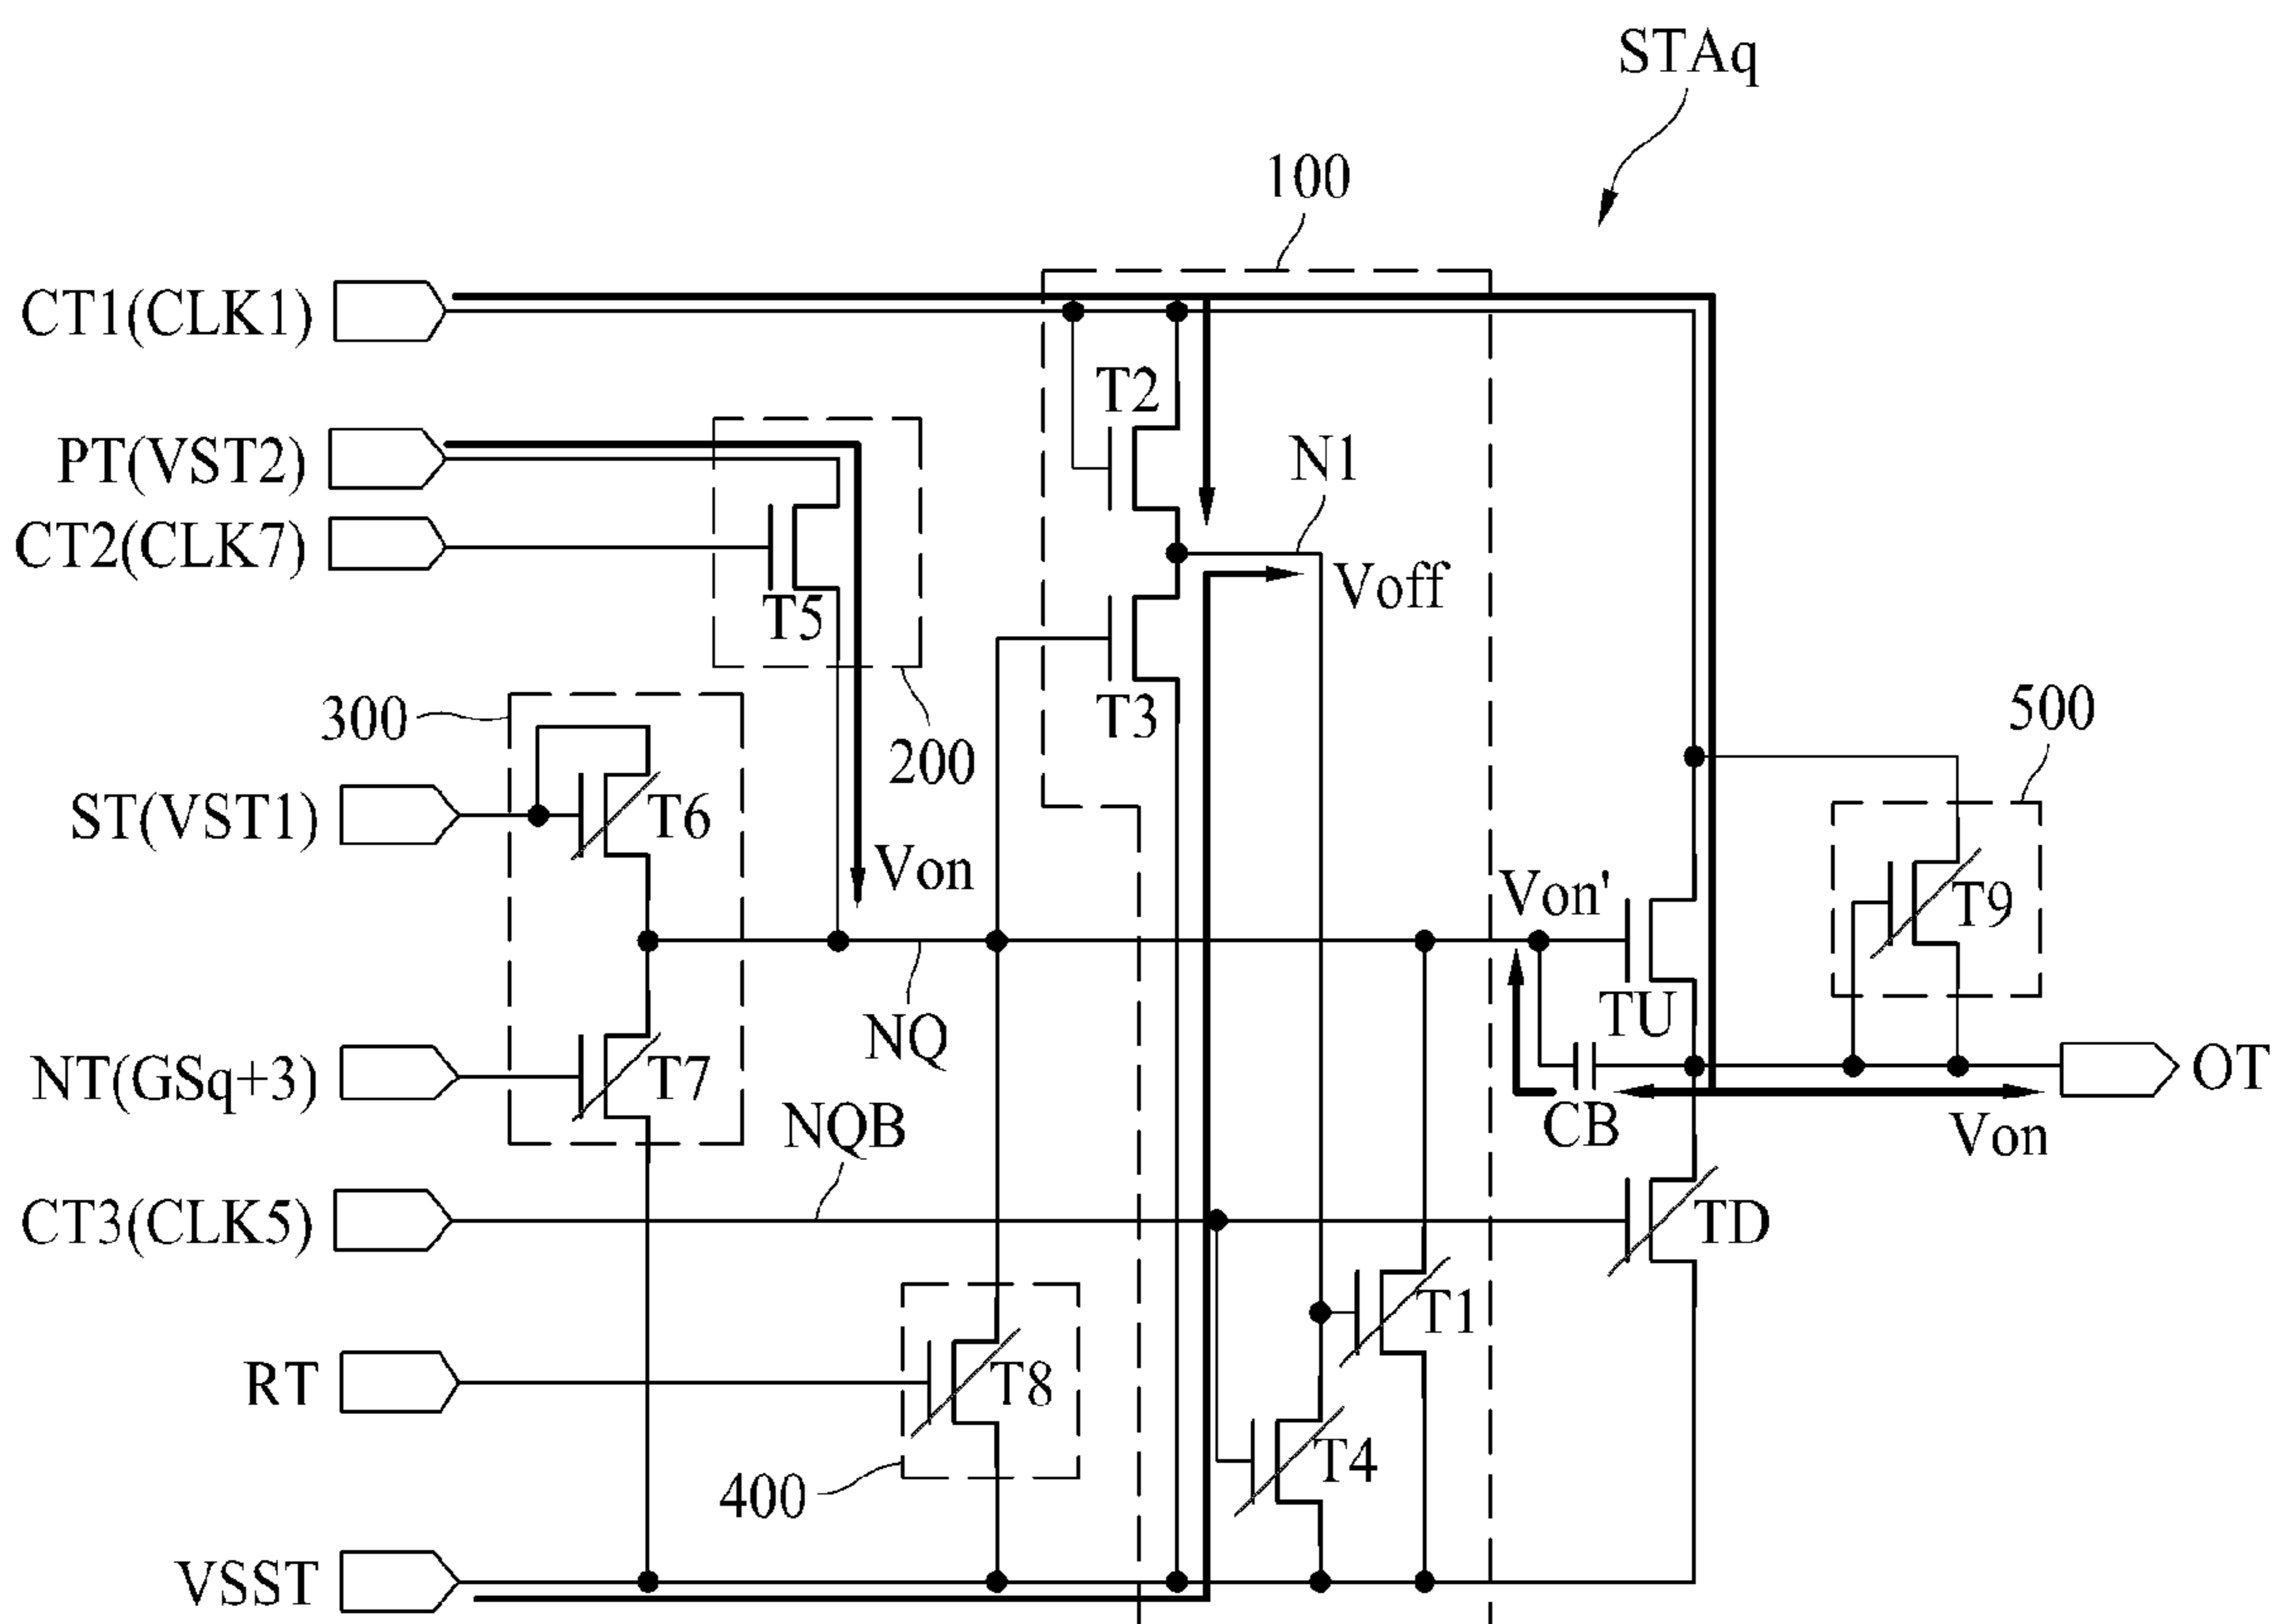 STAq
100
CT1(CLK1)
T2
PT(VST2)
N1
CT2(CLK7)
Voff
T5
T3
300
500
200
ST(VST1)
T6
Von
Von'
T9
TU
NQ
NT(GSq+3)
T7
OT
NQB
CB
Von
CT3(CLK5)
TD
T1
RT
T8
T4
400
VSST